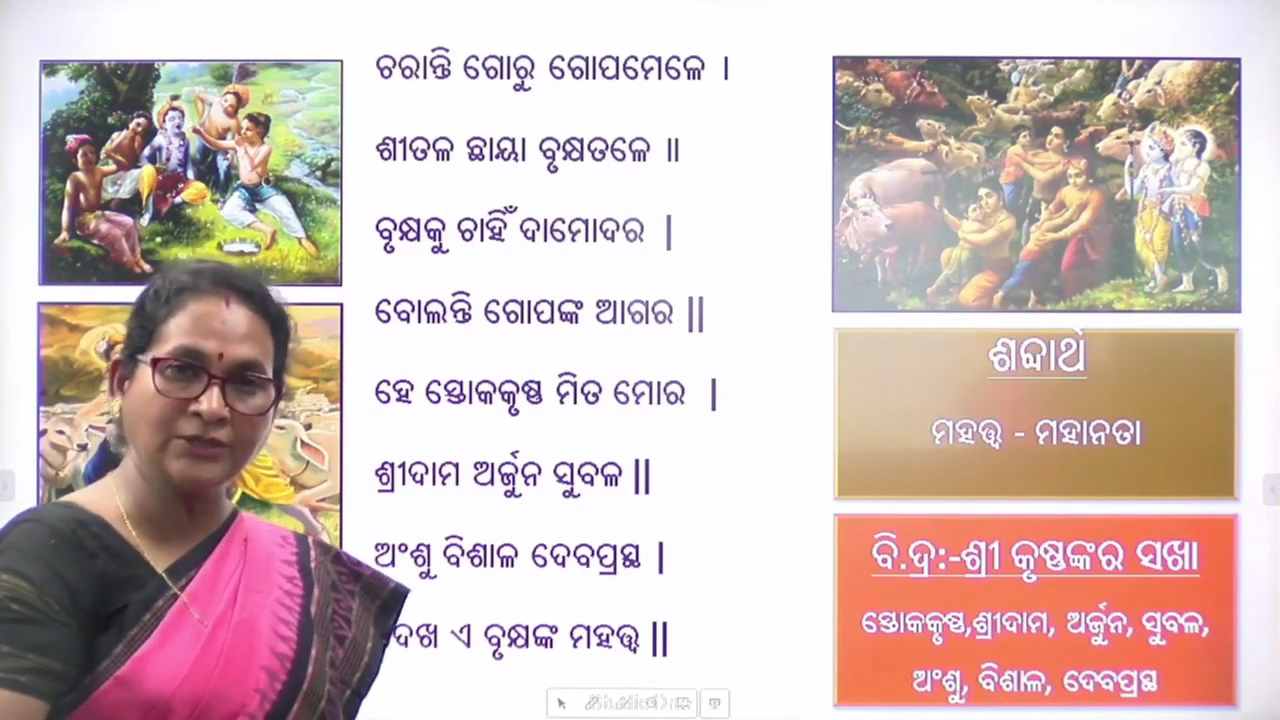 ଚରାନ୍ତି ଗୋରୁ ଗୋପମେଳେ ।
ଶୀତଳ ଛାୟା ବୃକ୍ଷତଳେ ॥
ବୃକ୍ଷକୁ ଚାହିଁ ଦାମୋଦର |
ବୋଲନ୍ତି ଗୋପଙ୍କ ଆଗର ||
ହେ ସ୍ତୋକକୃଷ୍ଣ ମିତ ମୋର |
ଶ୍ରୀଦାମ ଅର୍ଜୁନ ସୁବଳ ||
ଅଂଶୁ ବିଶାଳ ଦେବପ୍ରସ୍ଥ |
ଦେଖ ଏ ବୃକ୍ଷଙ୍କ ମହତ୍ତ୍ୱ ||
ଶବ୍ଦାର୍ଥ
ମହତ୍ତ୍ୱ - ମହାନତା
ବି.ଦ୍ର:-ଶ୍ରୀ କୃଷ୍ଣଙ୍କର ସଖା
ସ୍ତୋକକୃଷ୍ଣ,ଶ୍ରୀଦାମ, ଅର୍ଜୁନ, ସୁବଳ,
ଅଂଶୁ, ବିଶାଳ, ଦେବପ୍ରସ୍ଥ